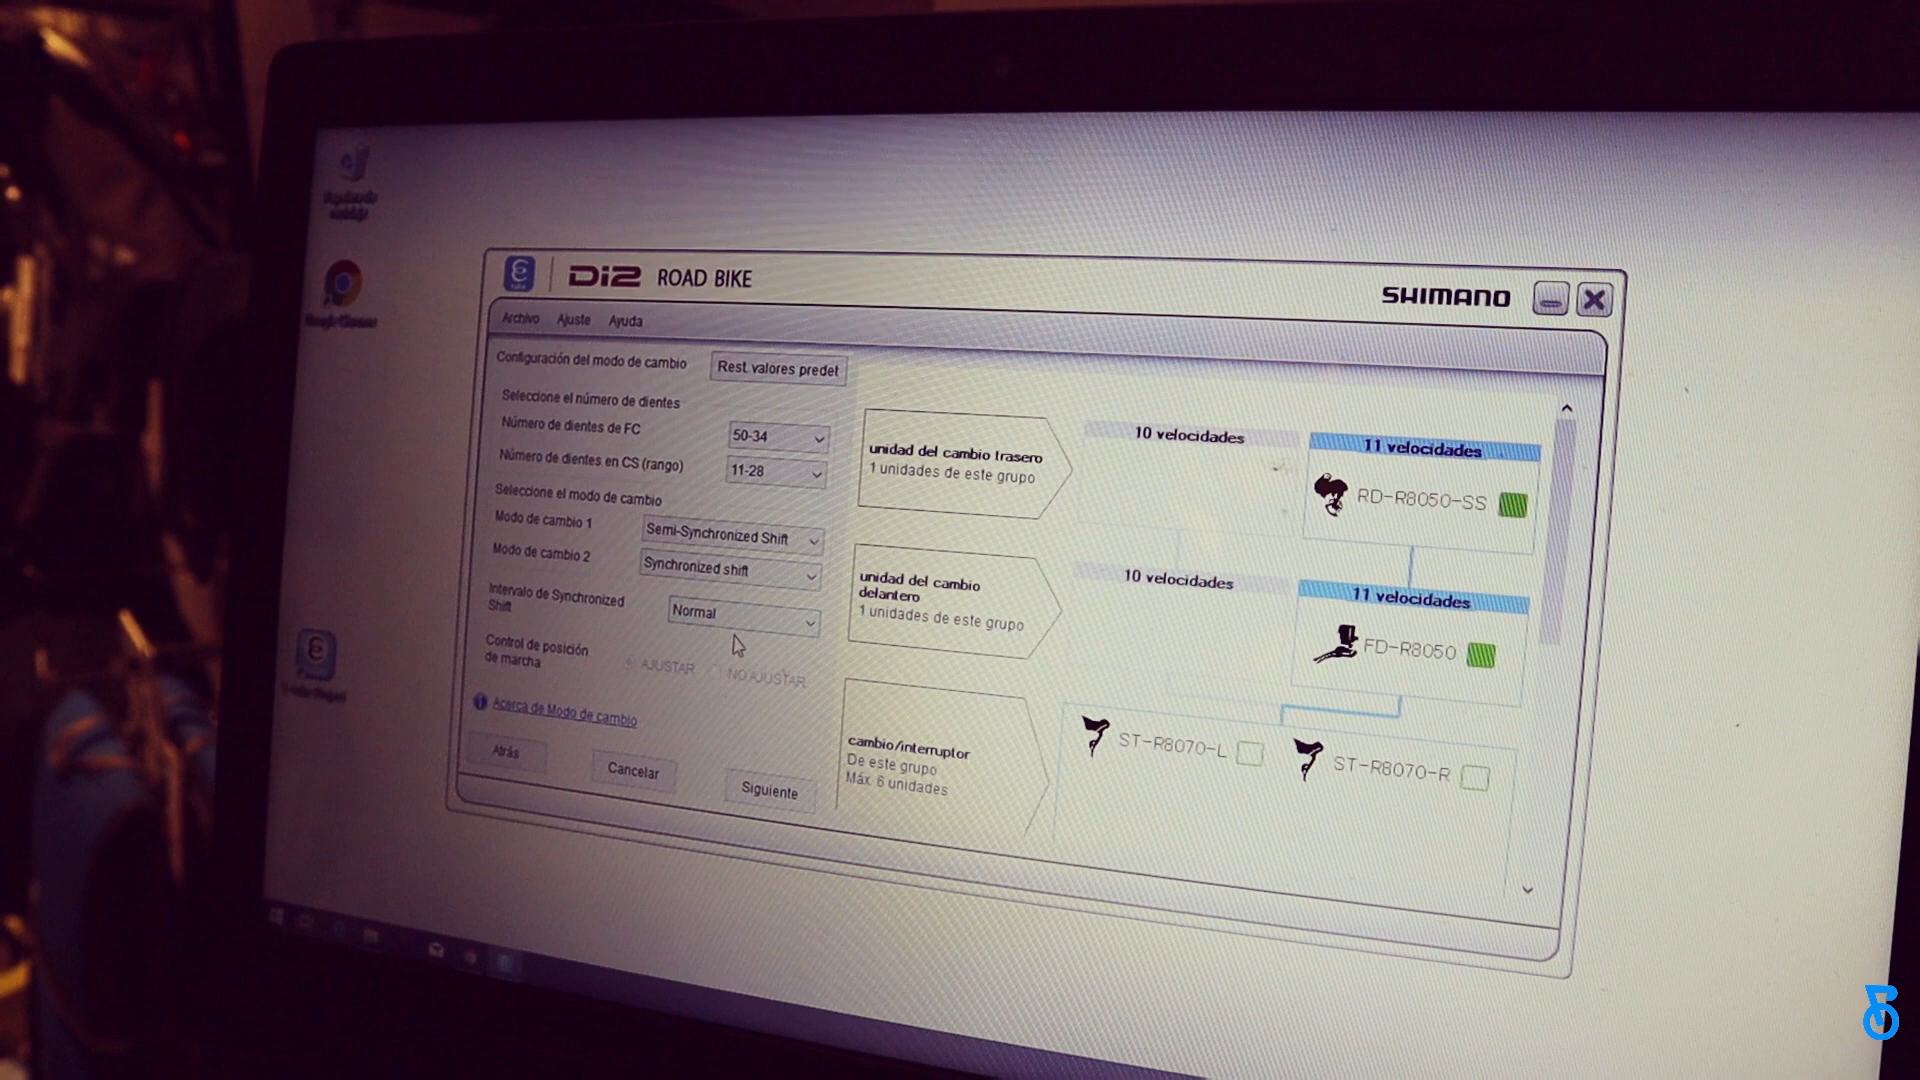 Di2 ROAD BIKE
SHIMANO
Archivo Ajuste Ayuda
Configuración del modo de cambio
Rest. valores predet
Seleccione el número de dientes
Número de dientes de FC
50-34
Número de dientes en CS (rango)
11-28
Seleccione el modo de cambio
Modo de cambio 1
Semi-Synchronized Shift
Modo de cambio 2
Synchronized shift
Intervalo de Synchronized
Shift
Normal
Control de posición
de marcha
AJUSTAR
NO AJUSTAR
Acerca de Modo de cambio
Atrás
Cancelar
Siguiente
unidad del cambio trasero
1 unidades de este grupo
10 velocidades
11 velocidades
RD-R8050-SS
unidad del cambio
delantero
1 unidades de este grupo
10 velocidades
11 velocidades
FD-R8050
cambio/interruptor
De este grupo
Máx. 6 unidades
ST-R8070-L
ST-R8070-R